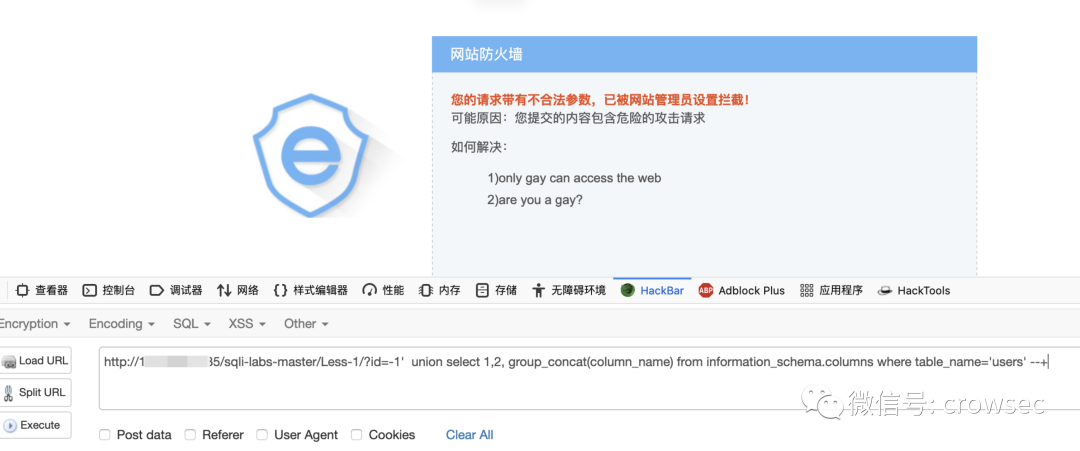 网站防火墙
您的请求带有不合法参数，已被网站管理员设置拦截！
可能原因：您提交的内容包含危险的攻击请求
如何解决：
1)only gay can access the web
2)are you a gay?
查看器 控制台 调试器 网络 样式编辑器 性能 内存 存储 无障碍环境 HackBar ABP Adblock Plus 应用程序 HackTools
Encryption Encoding SQL XSS Other
Load URL
http://1 35/sqli-labs-master/Less-1/?id=-1' union select 1,2, group_concat(column_name) from information_schema.columns where table_name='users' --+
Split URL
Execute
微信号: crowsec
Post data Referer User Agent Cookies Clear All